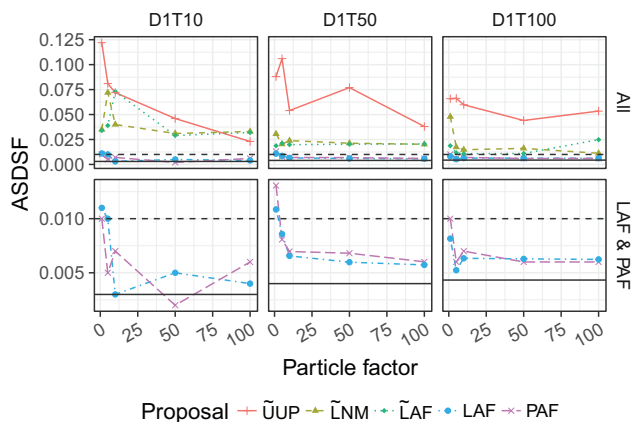 D1T10 D1T50 D1T100
ASDSF
0.125
0.100
0.075
0.050
0.025
0.000
All
0.010
0.005
LAF & PAF
0 25 50 75 100 0 25 50 75 100 0 25 50 75 100
Particle factor
Proposal ŨUP L̃NM L̃AF LAF PAF